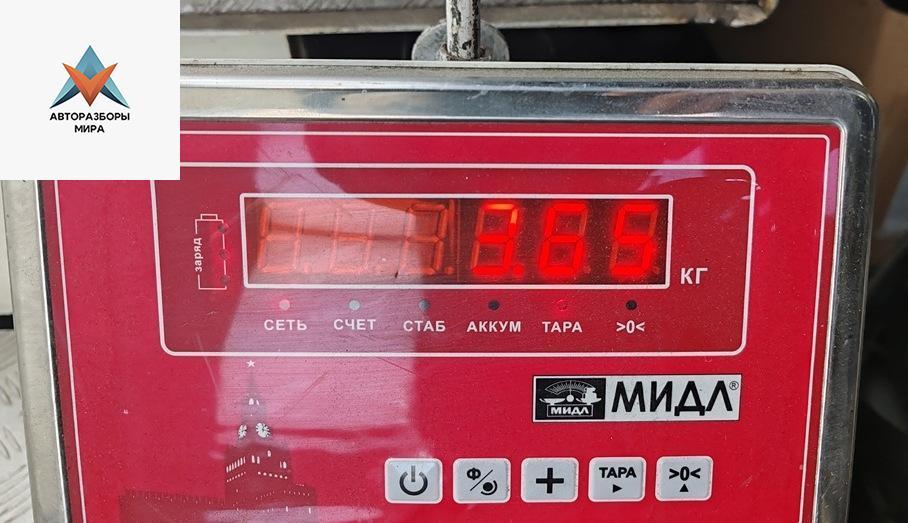 АВТОРАЗБОРЫ
МИРА
заряд
3.65
КГ
СЕТЬ СЧЕТ СТАБ АККУМ ТАРА >0<
МИДЛ МИДЛ®
Ф ТАРА >0<